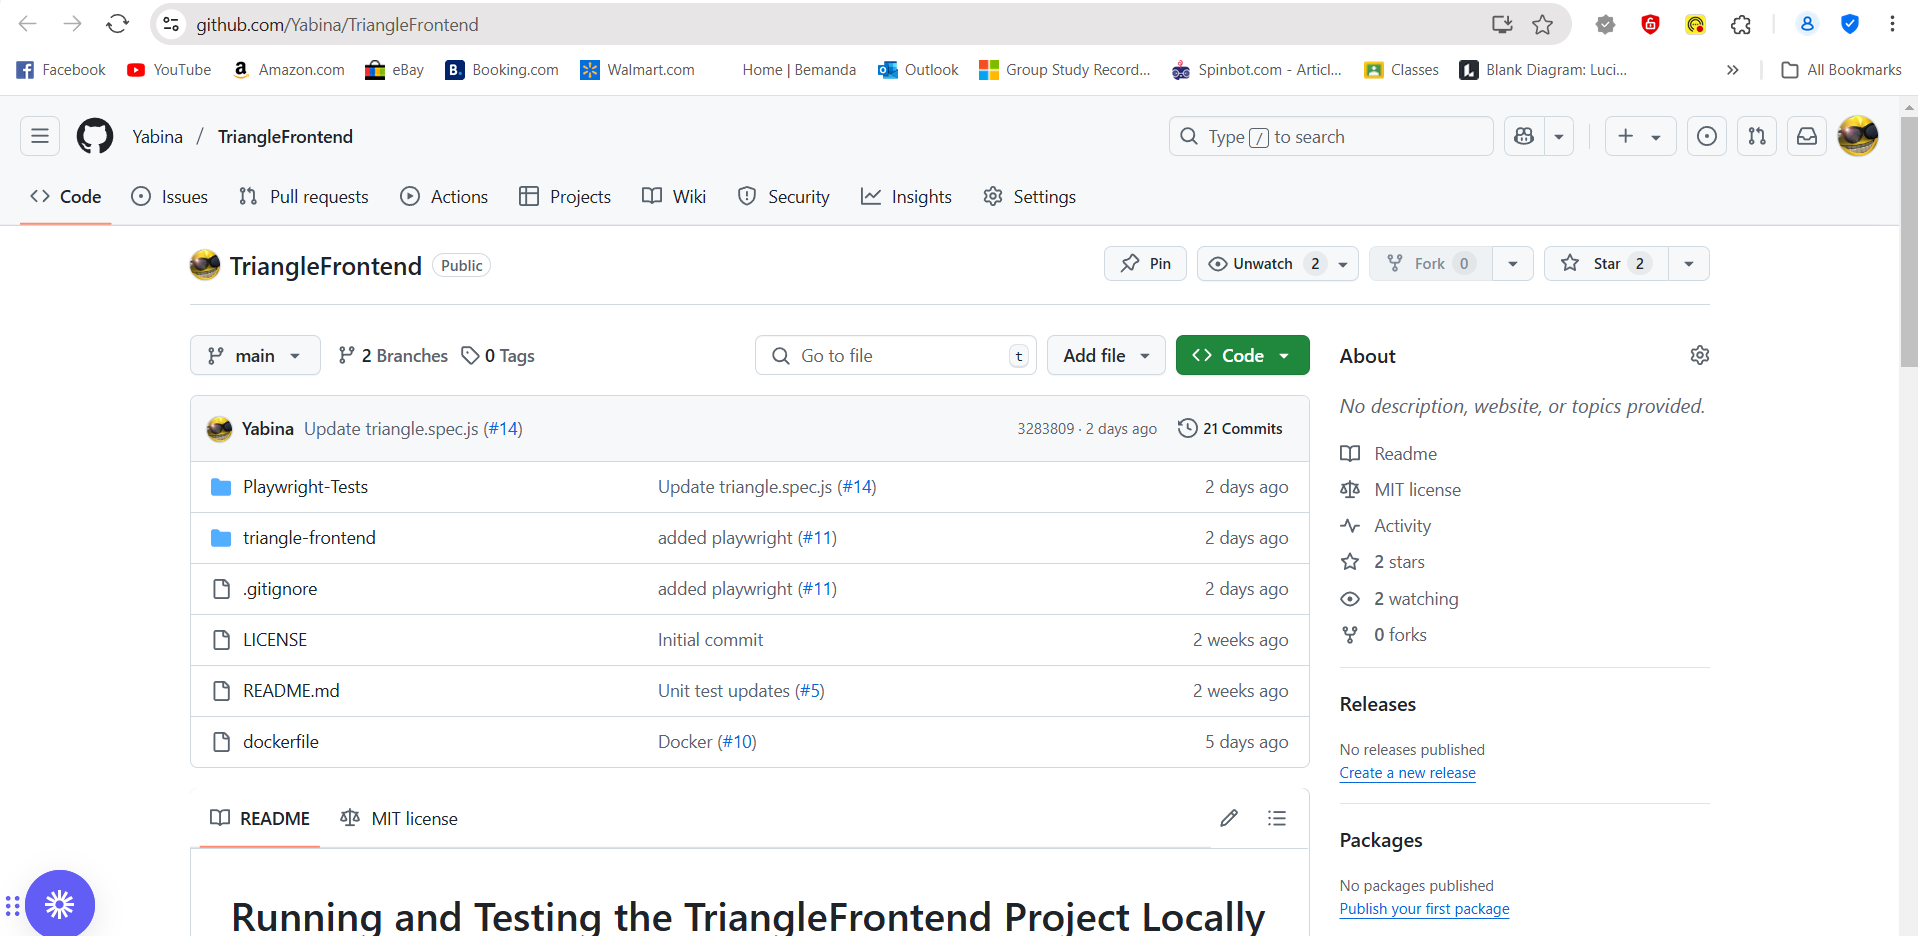 github.com/Yabina/TriangleFrontend
Facebook YouTube Amazon.com eBay Booking.com Walmart.com Home | Bemanda Outlook Group Study Record... Spinbot.com - Articl... Classes Blank Diagram: Luci... » All Bookmarks
Yabina / TriangleFrontend Type / to search
Code Issues Pull requests Actions Projects Wiki Security Insights Settings
TriangleFrontend Public Pin Unwatch 2 Fork 0 Star 2
main 2 Branches 0 Tags Go to file t Add file Code
Yabina Update triangle.spec.js (#14) 3283809 · 2 days ago 21 Commits
Playwright-Tests Update triangle.spec.js (#14) 2 days ago
triangle-frontend added playwright (#11) 2 days ago
.gitignore added playwright (#11) 2 days ago
LICENSE Initial commit 2 weeks ago
README.md Unit test updates (#5) 2 weeks ago
dockerfile Docker (#10) 5 days ago
README MIT license
Running and Testing the TriangleFrontend Project Locally
About
No description, website, or topics provided.
Readme
MIT license
Activity
2 stars
2 watching
0 forks
Releases
No releases published
Create a new release
Packages
No packages published
Publish your first package